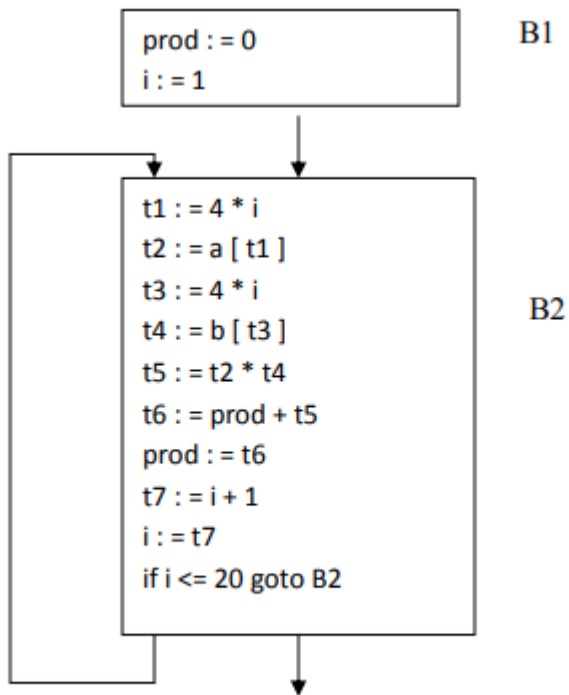 prod : = 0
B1
i : = 1
t1 : = 4 * i
t2 : = a [ t1 ]
t3 : = 4 * i
B2
t4 : = b [ t3 ]
t5 : = t2 * t4
t6 : = prod + t5
prod : = t6
t7 : = i + 1
i : = t7
if i <= 20 goto B2